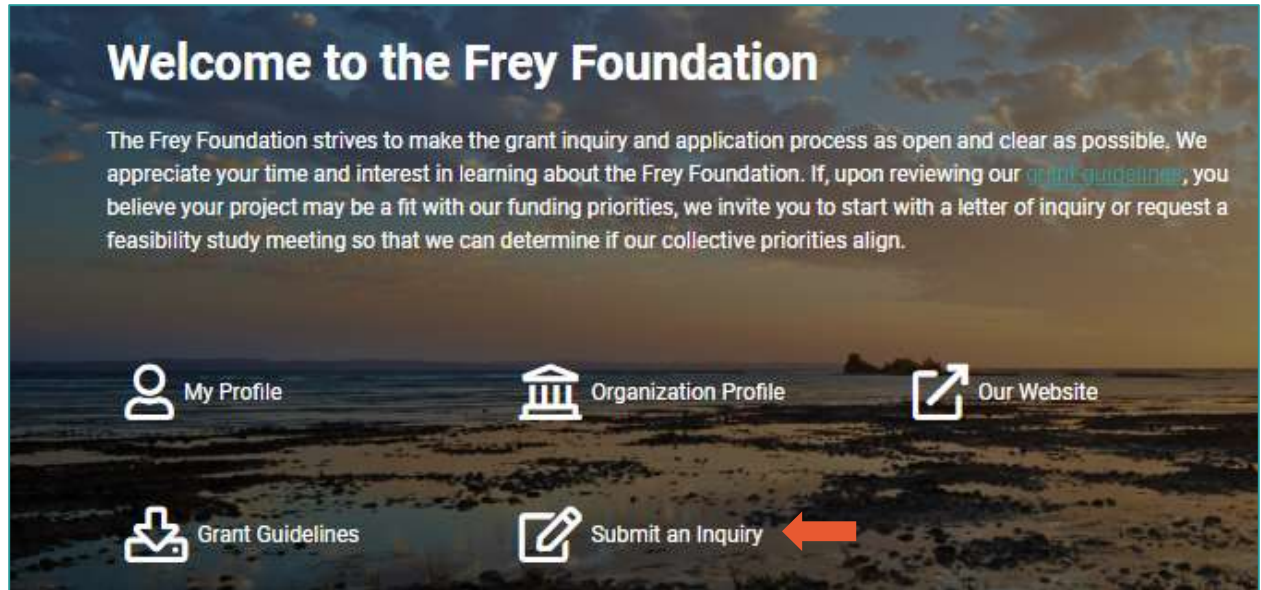 Welcome to the Frey Foundation
The Frey Foundation strives to make the grant inquiry and application process as open and clear as possible. We
appreciate your time and interest in learning about the Frey Foundation. If, upon reviewing our grant guidelines, you
believe your project may be a fit with our funding priorities, we invite you to start with a letter of inquiry or request a
feasibility study meeting so that we can determine if our collective priorities align.
My Profile
Organization Profile
Our Website
Grant Guidelines
Submit an Inquiry